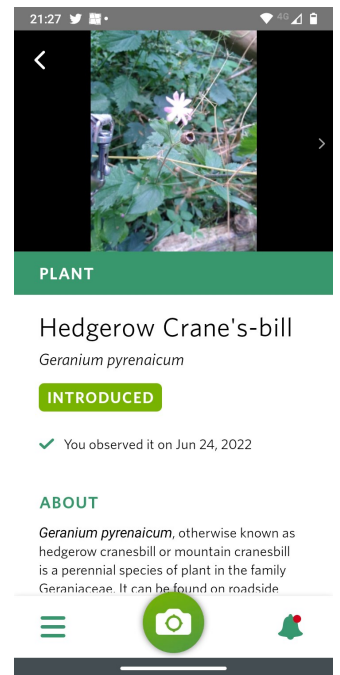 21:27
4G
PLANT
Hedgerow Crane's-bill
Geranium pyrenaicum
INTRODUCED
You observed it on Jun 24, 2022
ABOUT
Geranium pyrenaicum, otherwise known as
hedgerow cranesbill or mountain cranesbill
is a perennial species of plant in the family
Geraniaceae. It can be found on roadside